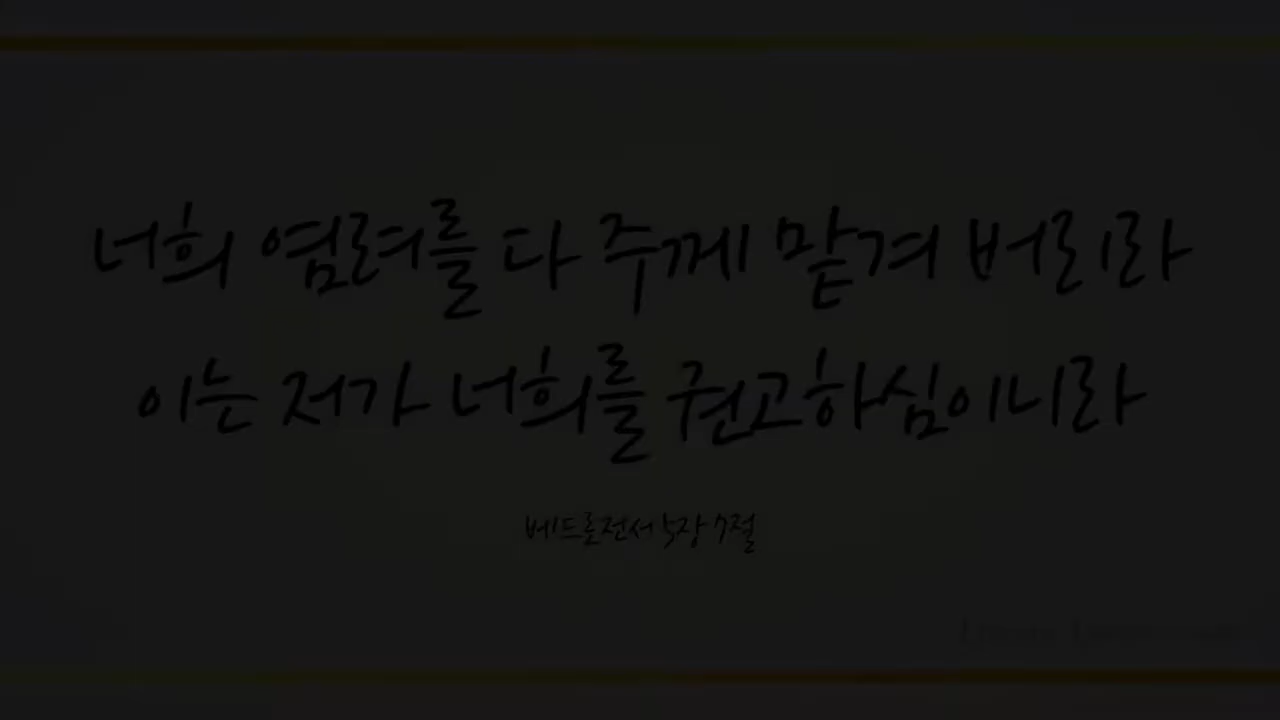 너희 염려를 다 주께 맡겨 버리라
이는 저가 너희를 권고하심이니라
베드로전서 5장 7절